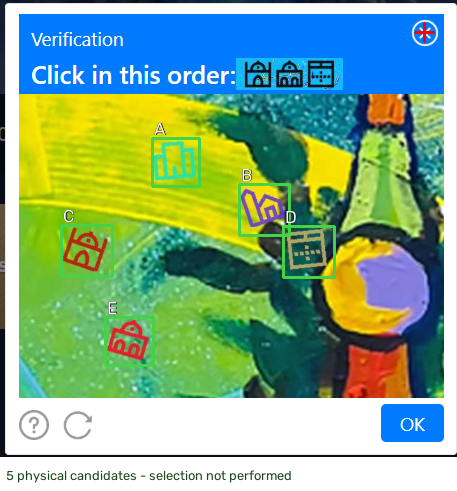 Verification
Click in this order:
A
B
C
D
E
OK
5 physical candidates - selection not performed